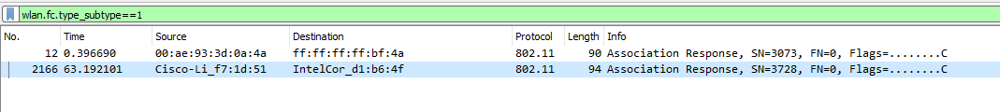 wlan.fc.type_subtype==1
No. Time Source Destination Protocol Length Info
12 0.396690 00:ae:93:3d:0a:4a ff:ff:ff:ff:bf:4a 802.11 90 Association Response, SN=3073, FN=0, Flags=........C
2166 63.192101 Cisco-Li_f7:1d:51 IntelCor_d1:b6:4f 802.11 94 Association Response, SN=3728, FN=0, Flags=........C